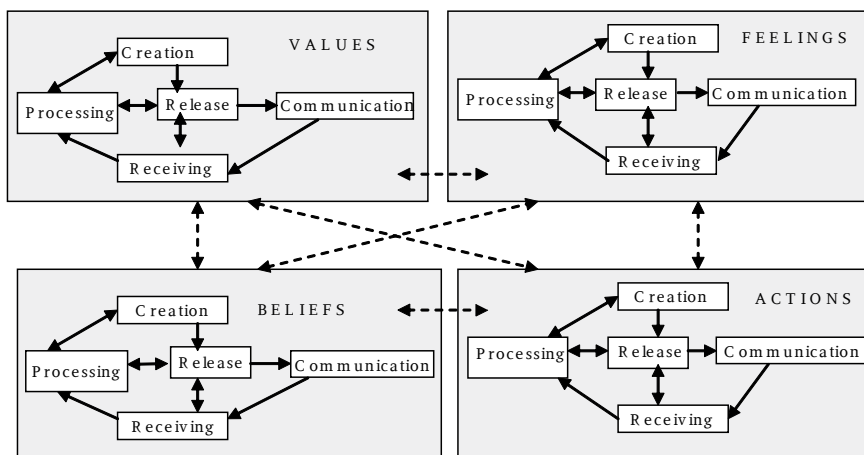 VALUES
Creation
Processing
Release
Communication
Receiving
FEELINGS
Creation
Processing
Release
Communication
Receiving
BELIEFS
Creation
Processing
Release
Communication
Receiving
ACTIONS
Creation
Processing
Release
Communication
Receiving